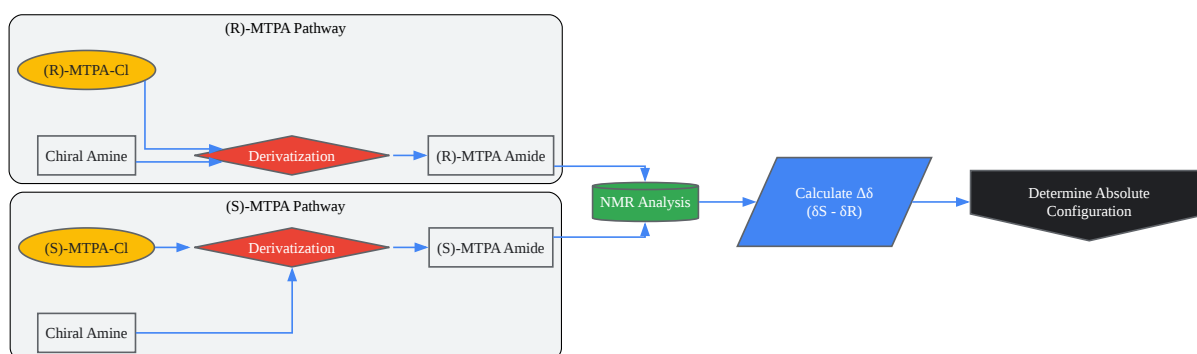 (R)-MTPA Pathway
(R)-MTPA-Cl
Chiral Amine
Derivatization
(R)-MTPA Amide
(S)-MTPA Pathway
(S)-MTPA-Cl
Derivatization
(S)-MTPA Amide
Chiral Amine
NMR Analysis
Calculate Δδ
(δS - δR)
Determine Absolute
Configuration